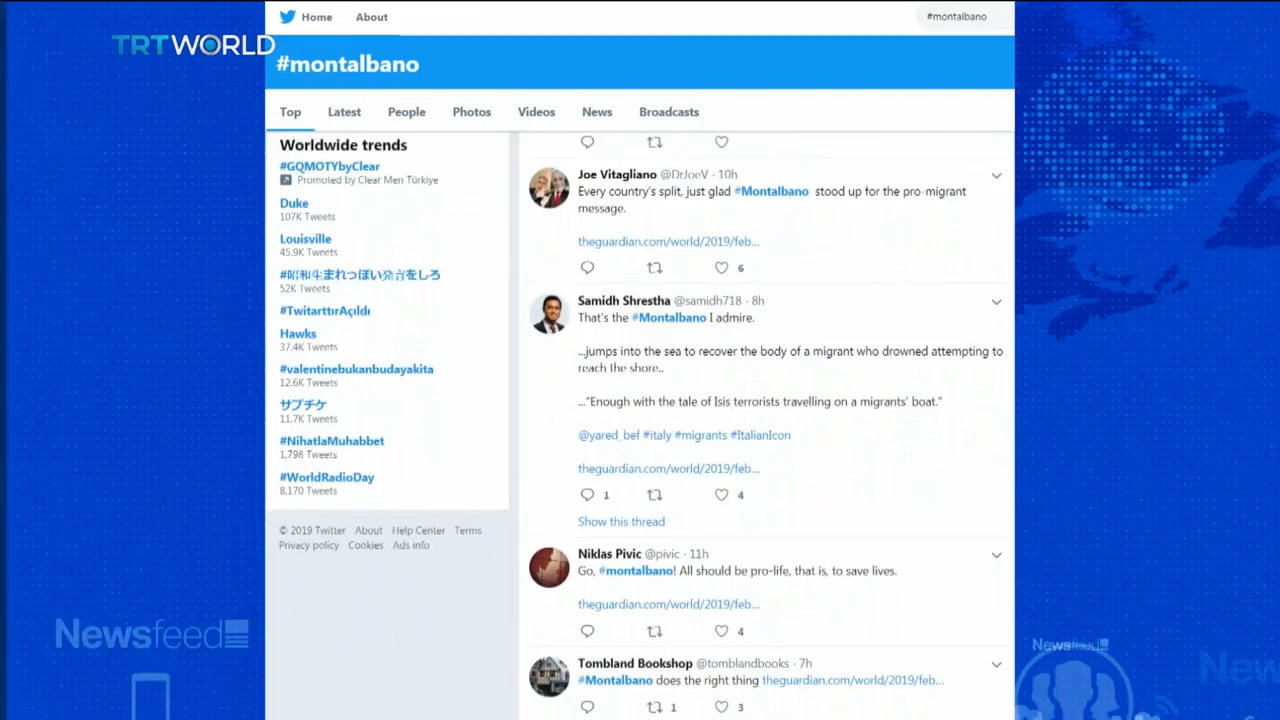 TRT WORLD
Home
About
#montalbano
#montalbano
Top
Latest
People
Photos
Videos
News
Broadcasts
Worldwide trends
#GQMOTYbyClear
Promoted by Clear Men Türkiye
Duke
107K Tweets
Louisville
45.9K Tweets
#昭和生まれっぽい発言をしろ
52K Tweets
#TwitarttırAçıldı
Hawks
37.4K Tweets
#valentinebukanbudayakita
12.6K Tweets
サプチケ
11.7K Tweets
#NihatlaMuhabbet
1,798 Tweets
#WorldRadioDay
8,170 Tweets
© 2019 Twitter About Help Center Terms
Privacy policy Cookies Ads info
Joe Vitagliano @DrJoeV · 10h
Every country's split, just glad #Montalbano stood up for the pro-migrant
message.
theguardian.com/world/2019/feb...
6
Samidh Shrestha @samidh718 · 8h
That's the #Montalbano I admire.
...jumps into the sea to recover the body of a migrant who drowned attempting to
reach the shore..
..."Enough with the tale of Isis terrorists travelling on a migrants' boat."
@yared_bef #italy #migrants #ItalianIcon
theguardian.com/world/2019/feb...
1 4
Show this thread
Niklas Pivic @pivic · 11h
Go, #montalbano! All should be pro-life, that is, to save lives.
theguardian.com/world/2019/feb...
4
Tombland Bookshop @tomblandbooks · 7h
#Montalbano does the right thing theguardian.com/world/2019/feb...
1 3
Newsfeed
Newsfeed
New